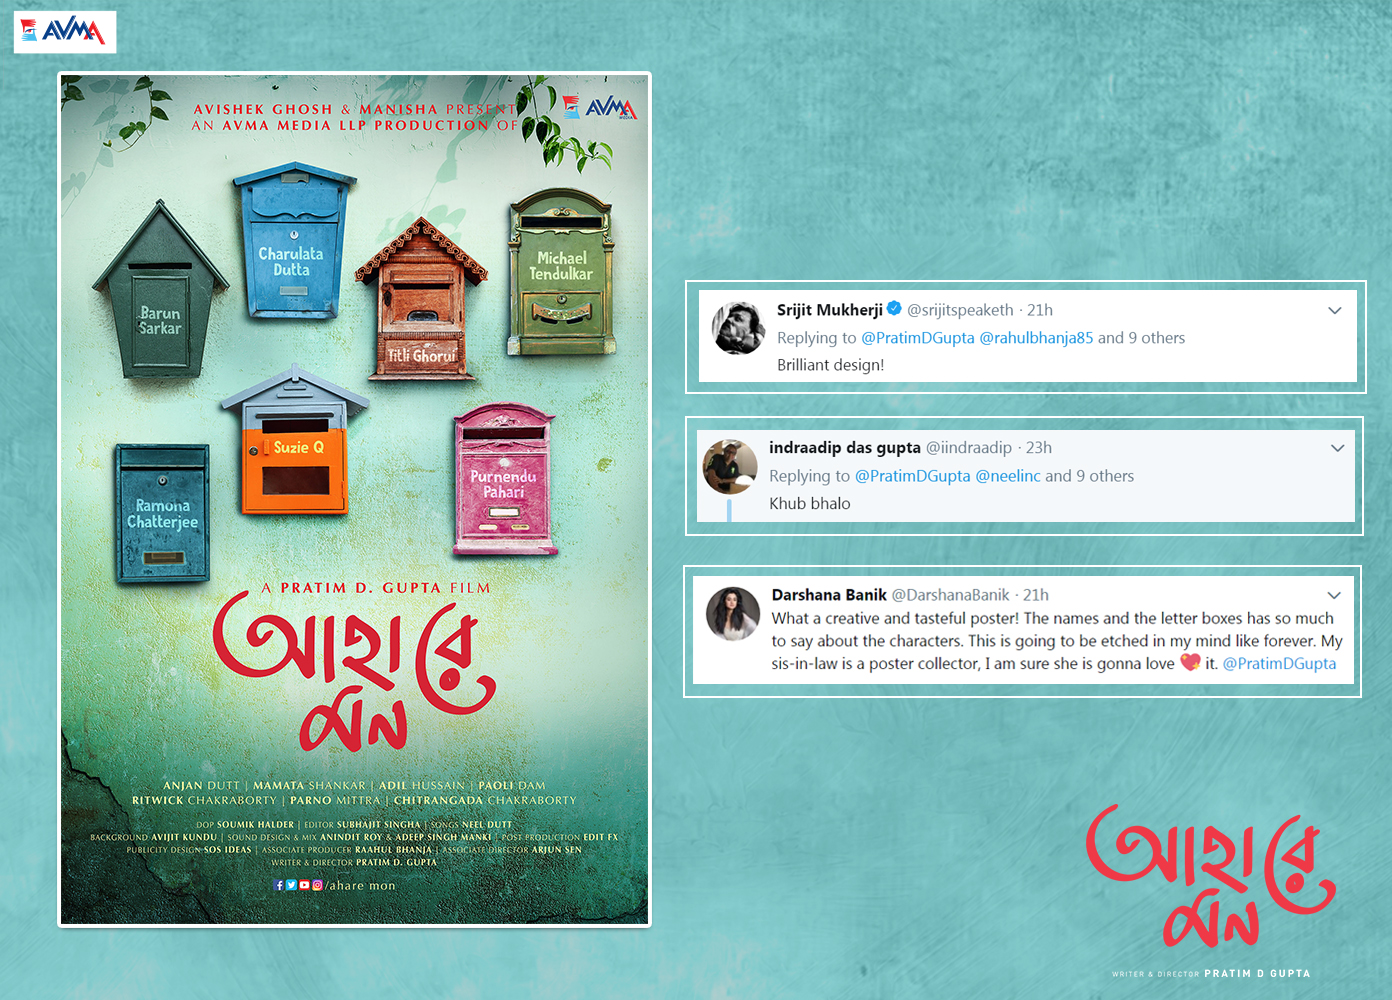 AVMA
AVISHEK GHOSH & MANISHA PRESENT
AN AVMA MEDIA LLP PRODUCTION OF
AVMA
MEDIA
Charulata
Dutta
Michael
Tendulkar
Barun
Sarkar
Titli Ghorui
Suzie Q
Purnendu
Pahari
Ramona
Chatterjee
A PRATIM D. GUPTA FILM
আহা রে
মন
ANJAN DUTT | MAMATA SHANKAR | ADIL HUSSAIN | PAOLI DAM
RITWICK CHAKRABORTY | PARNO MITTRA | CHITRANGADA CHAKRABORTY
DOP SOUMIK HALDER | EDITOR SUBHAJIT SINGHA | SONGS NEEL DUTT
BACKGROUND AVIJIT KUNDU | SOUND DESIGN & MIX ANINDIT ROY & ADEEP SINGH MANKI | POST PRODUCTION EDIT FX
PUBLICITY DESIGN SOS IDEAS | ASSOCIATE PRODUCER RAAHUL BHANJA | ASSOCIATE DIRECTOR ARJUN SEN
WRITER & DIRECTOR PRATIM D. GUPTA
/ahare mon
Srijit Mukherji @srijitspeaketh · 21h
Replying to @PratimDGupta @rahulbhanja85 and 9 others
Brilliant design!
indraadip das gupta @iindraadip · 23h
Replying to @PratimDGupta @neelinc and 9 others
Khub bhalo
Darshana Banik @DarshanaBanik · 21h
What a creative and tasteful poster! The names and the letter boxes has so much
to say about the characters. This is going to be etched in my mind like forever. My
sis-in-law is a poster collector, I am sure she is gonna love 💖 it. @PratimDGupta
আহা রে
মন
WRITER & DIRECTOR PRATIM D GUPTA